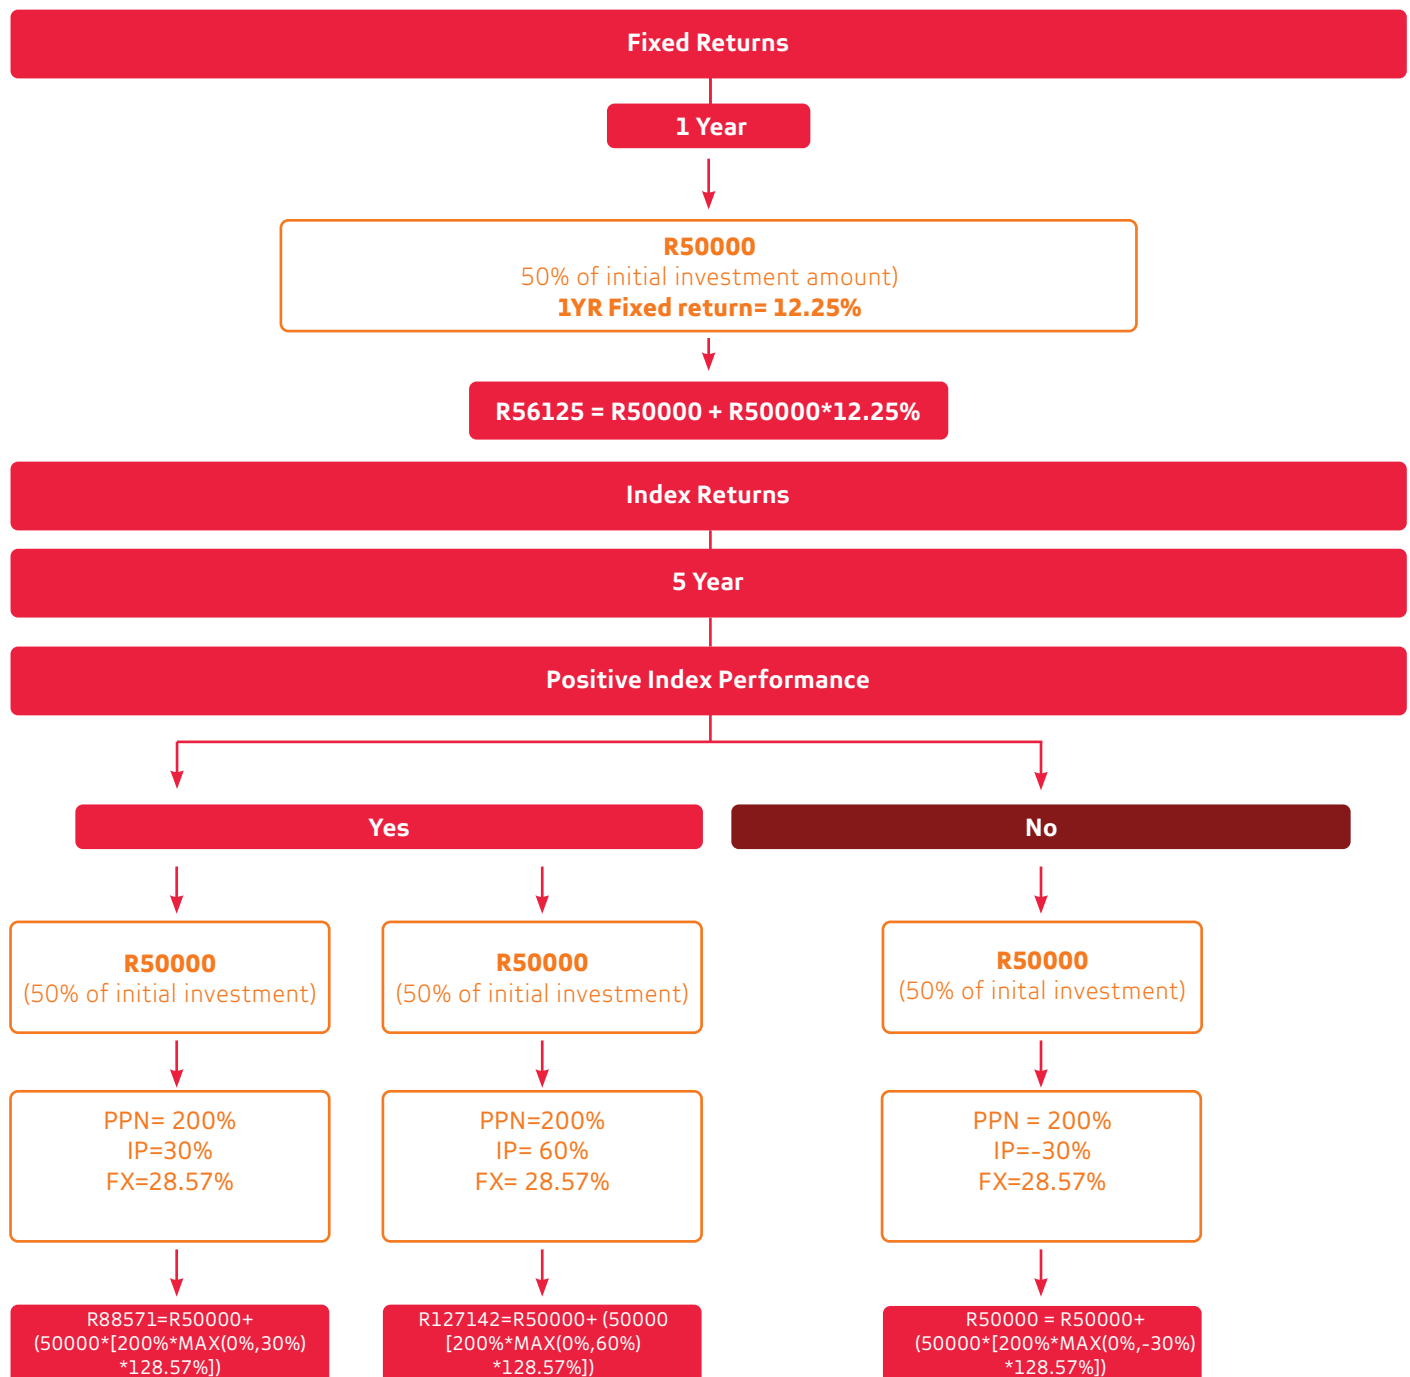 Fixed Returns
1 Year
R50000
50% of initial investment amount)
1YR Fixed return= 12.25%
R56125 = R50000 + R50000*12.25%
Index Returns
5 Year
Positive Index Performance
Yes
No
R50000
(50% of initial investment)
R50000
(50% of initial investment)
R50000
(50% of inital investment)
PPN= 200%
IP=30%
FX=28.57%
PPN=200%
IP= 60%
FX= 28.57%
PPN = 200%
IP=-30%
FX=28.57%
R88571=R50000+
(50000*[200%*MAX(0%,30%)
*128.57%])
R127142=R50000+ (50000
[200%*MAX(0%,60%)
*128.57%])
R50000 = R50000+
(50000*[200%*MAX(0%,-30%)
*128.57%])